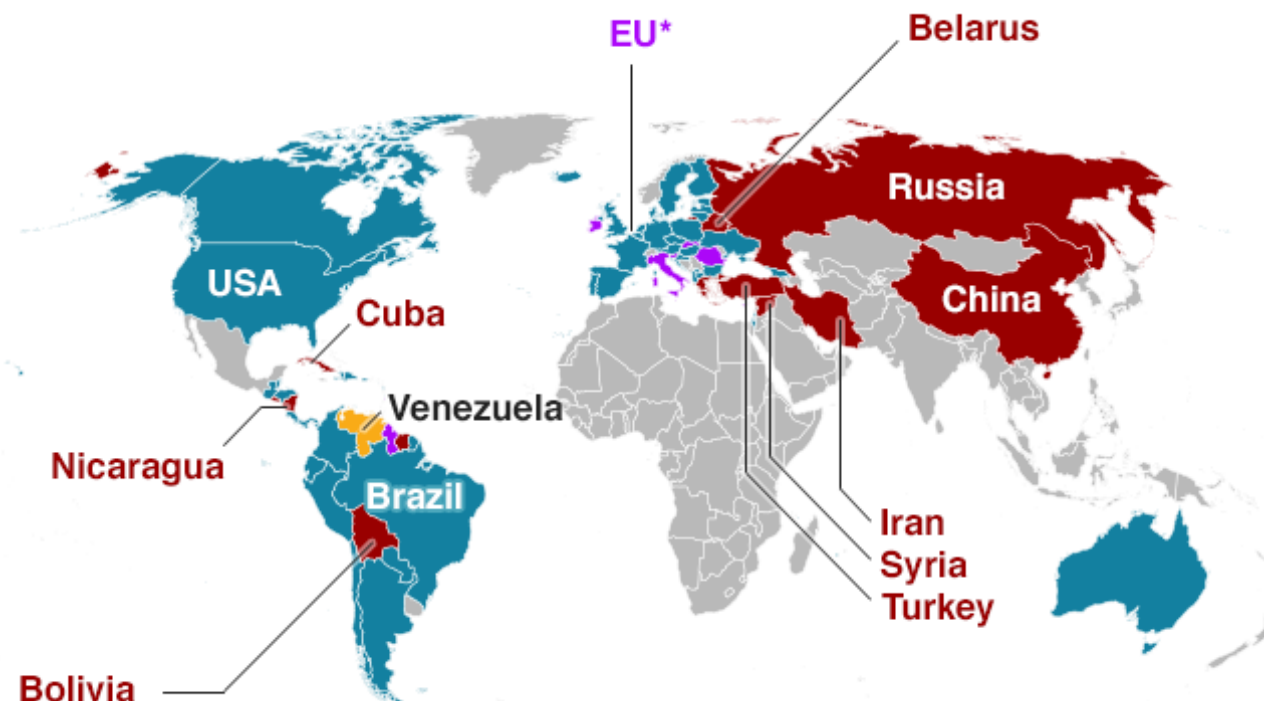 EU*
Belarus
Russia
USA
China
Cuba
Venezuela
Nicaragua
Brazil
Iran
Syria
Turkey
Bolivia